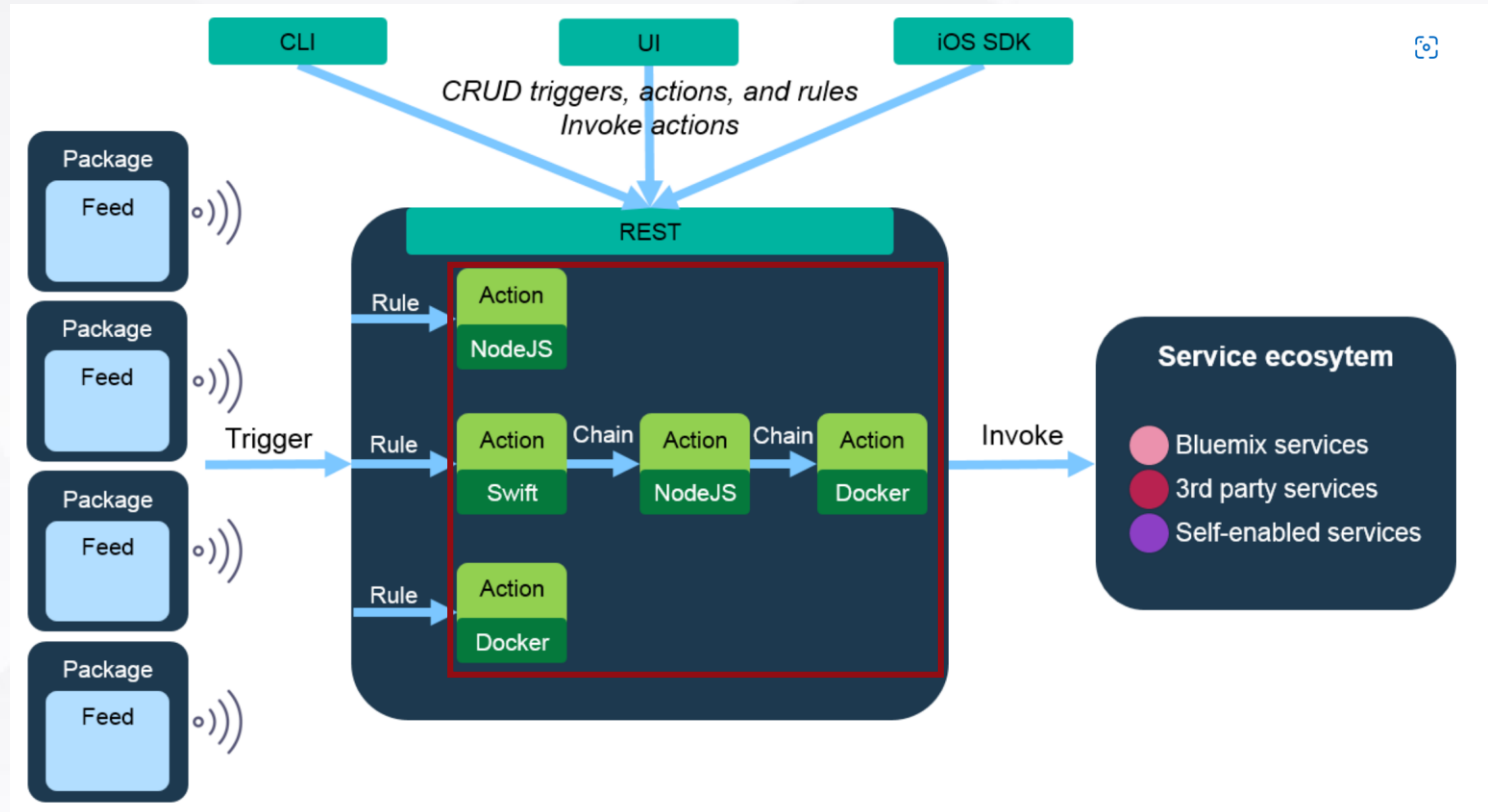 CLI
UI
iOS SDK
CRUD triggers, actions, and rules
Invoke actions
Package
Feed
Package
Feed
Package
Feed
Package
Feed
Trigger
REST
Rule
Action
NodeJS
Rule
Action
Swift
Chain
Action
NodeJS
Chain
Action
Docker
Rule
Action
Docker
Invoke
Service ecosytem
Bluemix services
3rd party services
Self-enabled services